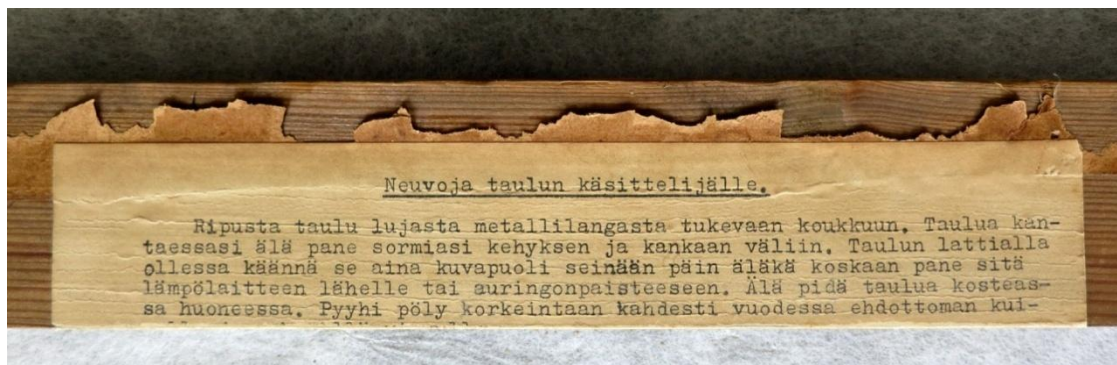 Neuvoja taulun käsittelijälle.
Ripusta taulu lujasta metallilangasta tukevaan koukkuun. Taulua kan-
taessasi älä pane sormiasi kehyksen ja kankaan väliin. Taulun lattialla
ollessa käännä se aina kuvapuoli seinään päin äläkä koskaan pane sitä
lämpölaitteen lähelle tai auringonpaisteeseen. Älä pidä taulua kosteas-
sa huoneessa. Pyyhi pöly korkeintaan kahdesti vuodessa ehdottoman kui-